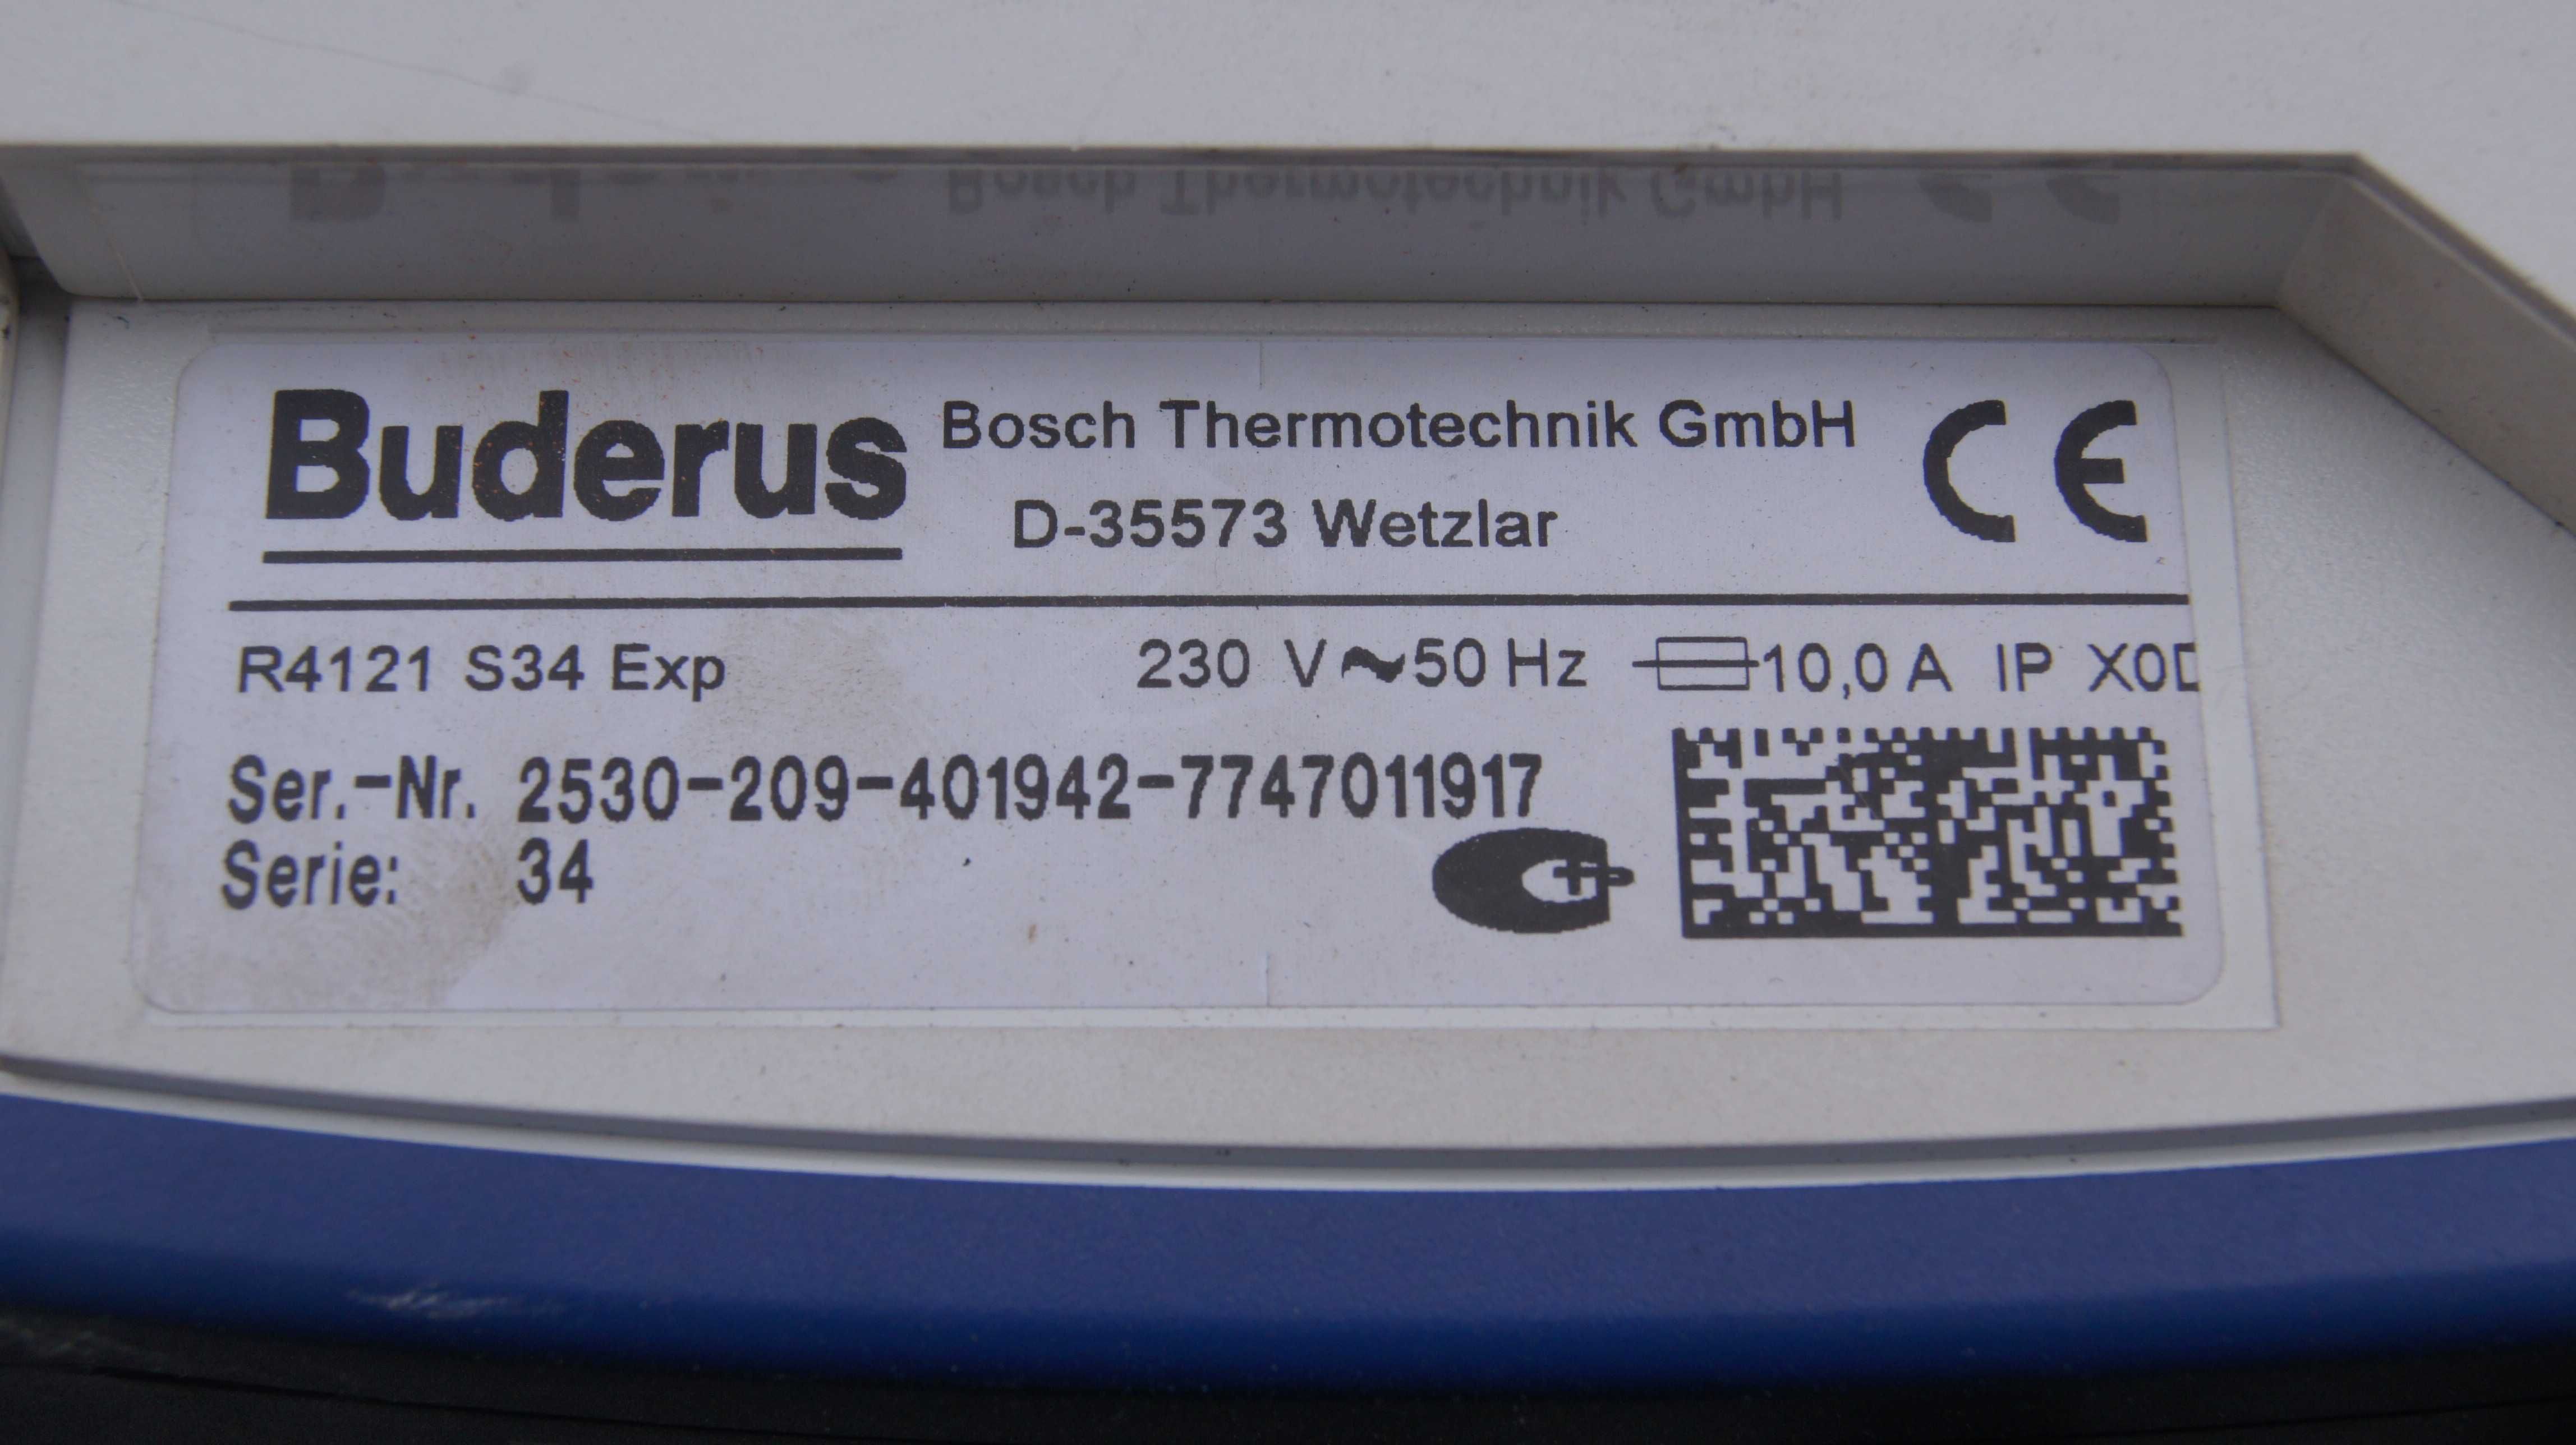 Buderus Bosch Thermotechnik GmbH CE
D-35573 Wetzlar
R4121 S34 Exp 230 V~50 Hz 10,0 A IP X0D
Ser.-Nr. 2530-209-401942-7747011917
Serie: 34